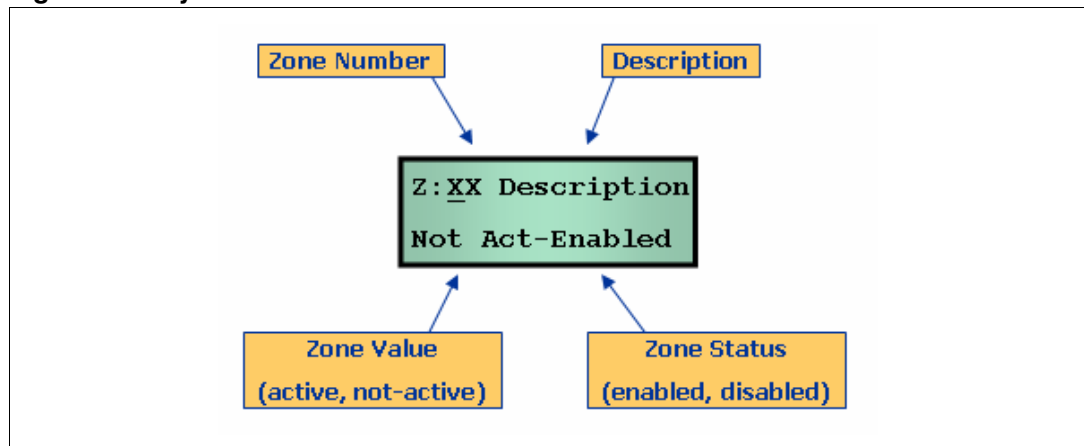 Zone Number
Description
Z:XX Description
Not Act-Enabled
Zone Value
(active, not-active)
Zone Status
(enabled, disabled)